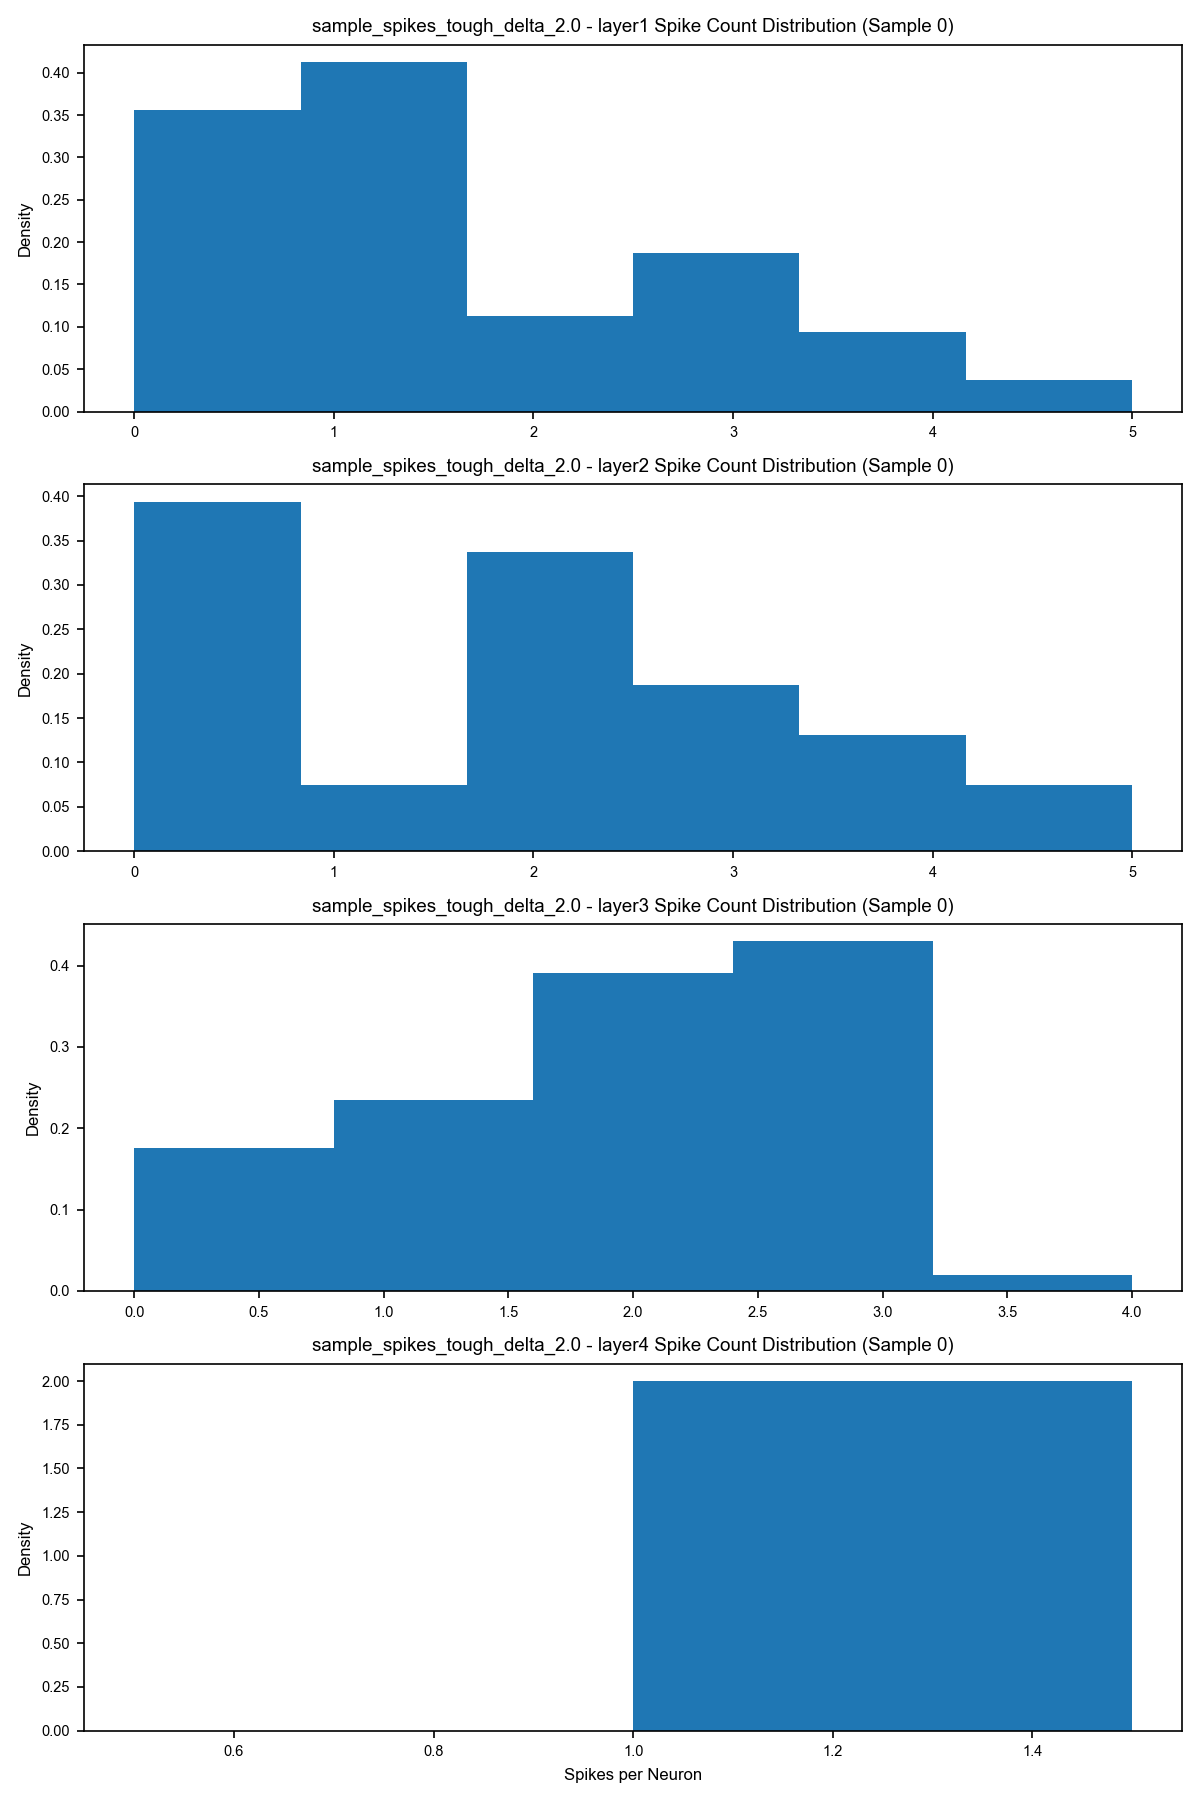 sample_spikes_tough_delta_2.0 - layer1 Spike Count Distribution (Sample 0)
0.40
0.35
0.30
0.25
0.20
0.15
0.10
0.05
0.00
Density
0 1 2 3 4 5
sample_spikes_tough_delta_2.0 - layer2 Spike Count Distribution (Sample 0)
0.40
0.35
0.30
0.25
0.20
0.15
0.10
0.05
0.00
Density
0 1 2 3 4 5
sample_spikes_tough_delta_2.0 - layer3 Spike Count Distribution (Sample 0)
0.4
0.3
0.2
0.1
0.0
Density
0.0 0.5 1.0 1.5 2.0 2.5 3.0 3.5 4.0
sample_spikes_tough_delta_2.0 - layer4 Spike Count Distribution (Sample 0)
2.00
1.75
1.50
1.25
1.00
0.75
0.50
0.25
0.00
Density
0.6 0.8 1.0 1.2 1.4
Spikes per Neuron